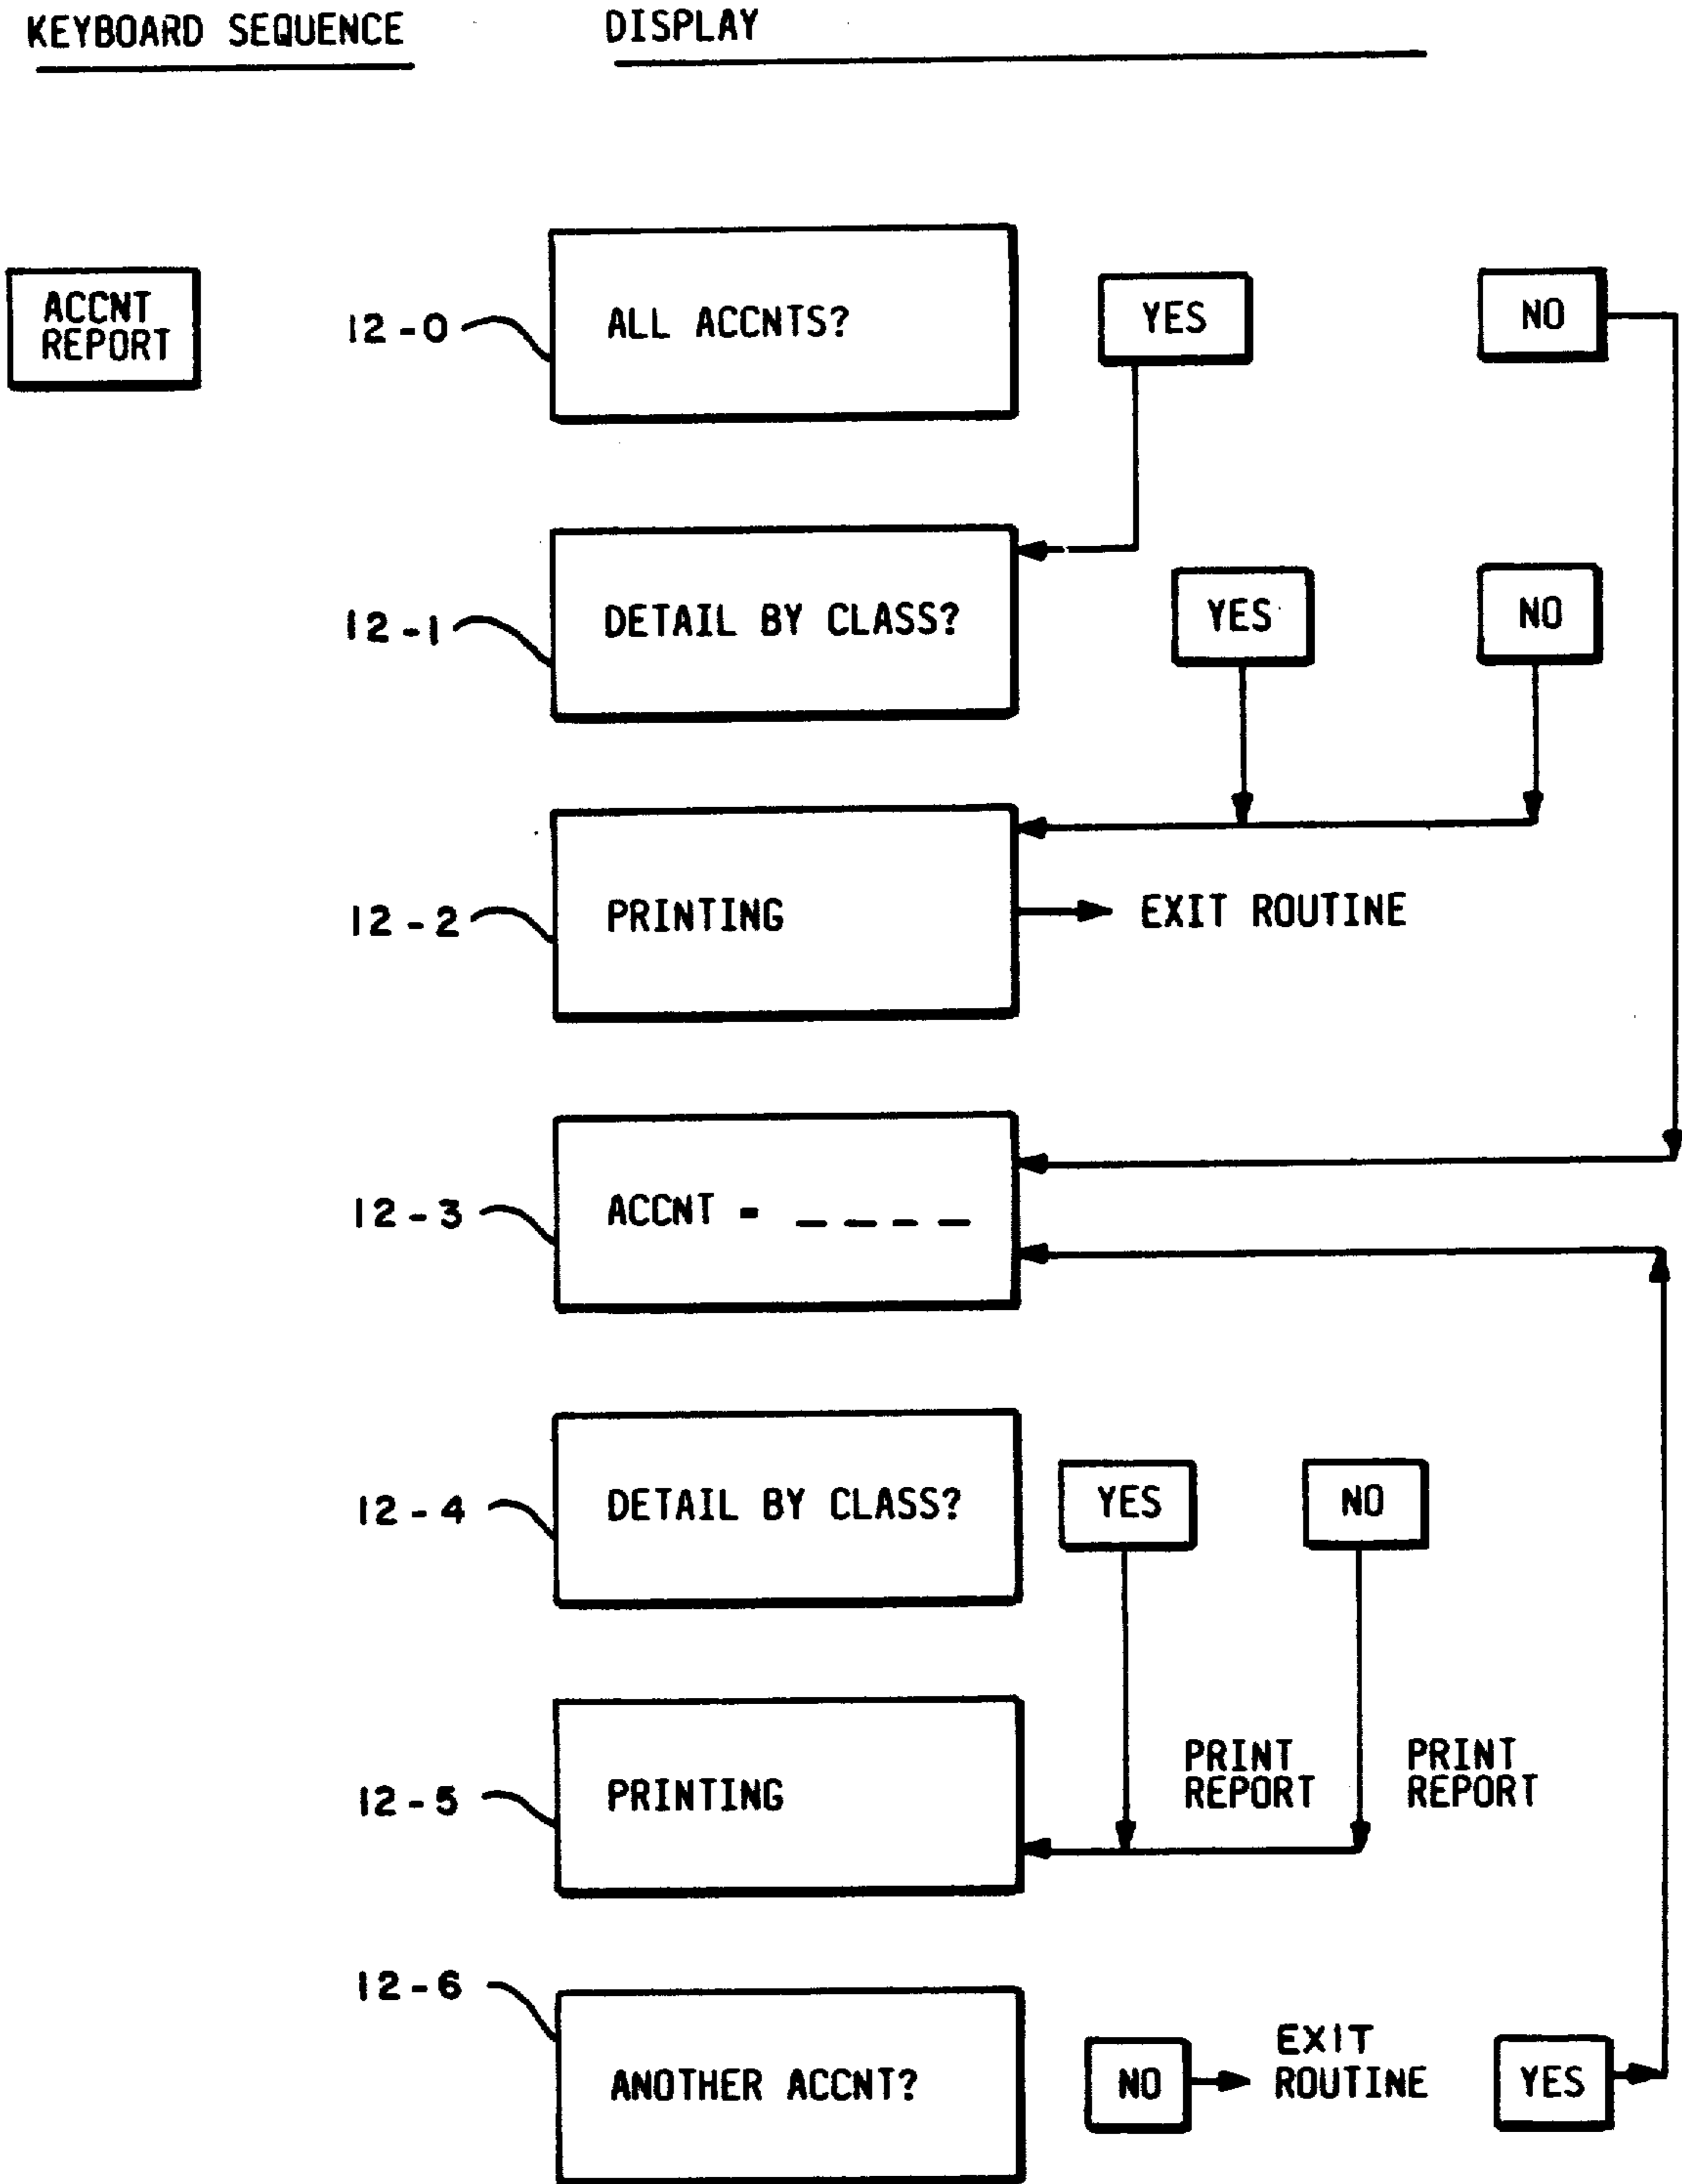 KEYBOARD SEQUENCE
DISPLAY
ACCNT
REPORT
12-0
ALL ACCNTS?
YES
NO
12-1
DETAIL BY CLASS?
YES
NO
12-2
PRINTING
EXIT ROUTINE
12-3
ACCNT = _ _ _ _
12-4
DETAIL BY CLASS?
YES
NO
12-5
PRINTING
PRINT
REPORT
PRINT
REPORT
12-6
ANOTHER ACCNT?
NO
EXIT
ROUTINE
YES